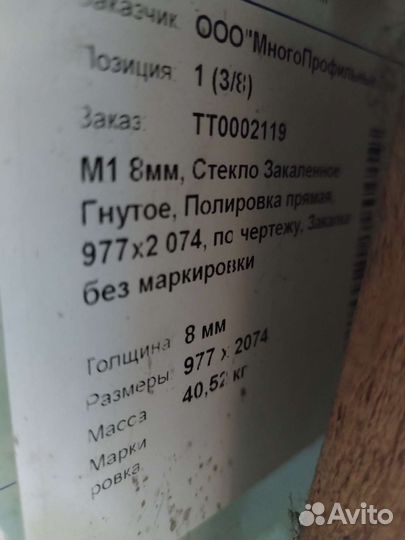 Заказчик ООО "МногоПрофильный
Позиция: 1 (3/8)
Заказ: ТТ0002119
М1 8мм, Стекло Закаленное
Гнутое, Полировка прямая,
977x2 074, по чертежу, Закалка
без маркировки
Толщина 8 мм
Размеры: 977 x 2074
Масса 40,52 кг
Марки
ровка
Avito